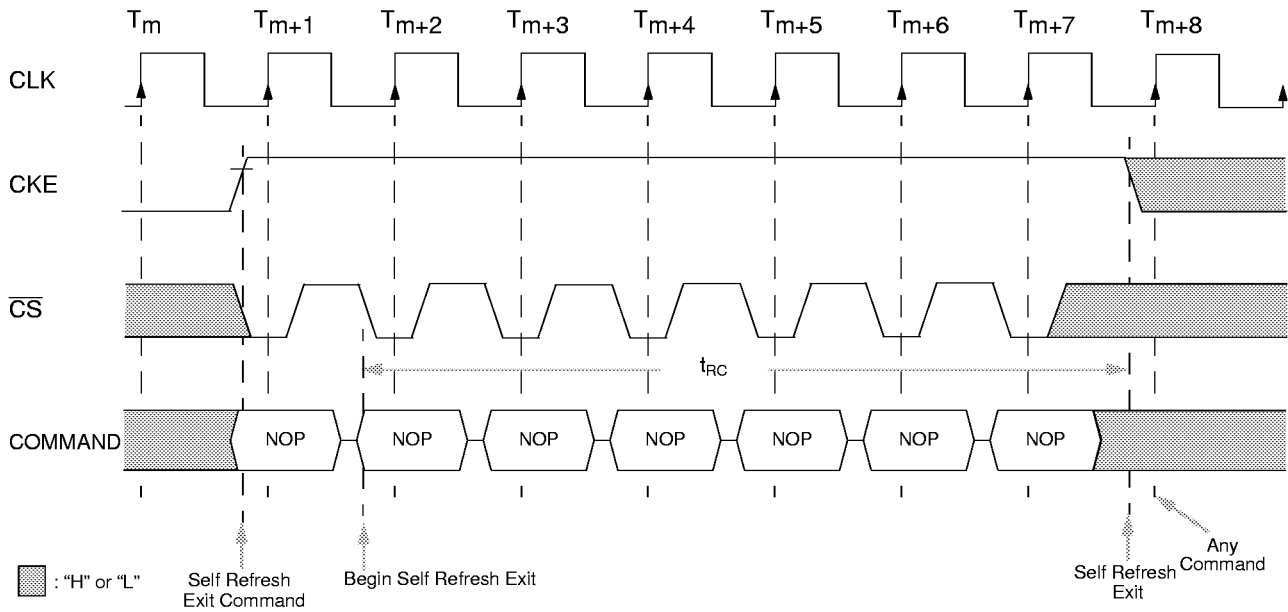 Tm Tm+1 Tm+2 Tm+3 Tm+4 Tm+5 Tm+6 Tm+7 Tm+8
CLK
CKE
CS
tRC
COMMAND NOP NOP NOP NOP NOP NOP NOP
: “H” or “L”
Self Refresh
Exit Command
Begin Self Refresh Exit
Self Refresh
Exit
Any
Command